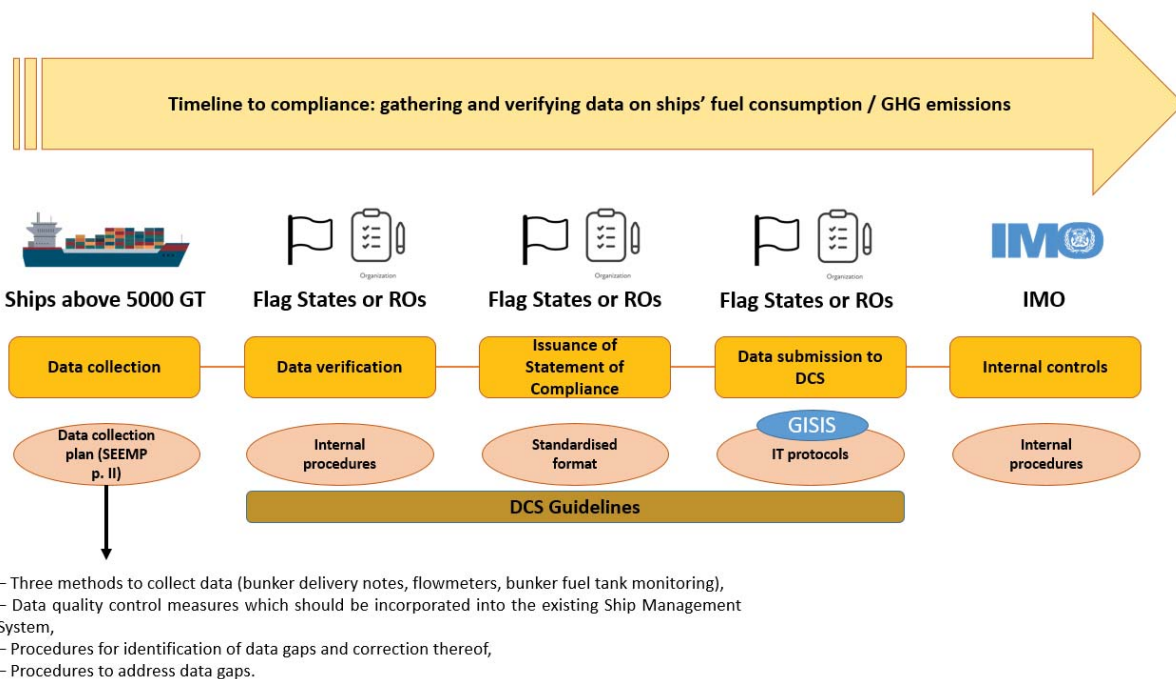 Timeline to compliance: gathering and verifying data on ships' fuel consumption / GHG emissions
Organization
Organization
Organization
IMO
Ships above 5000 GT
Flag States or ROs
Flag States or ROs
Flag States or ROs
IMO
Data collection
Data verification
Issuance of
Statement of
Compliance
Data submission to
DCS
Internal controls
Data collection
plan (SEEMP
p. II)
Internal
procedures
Standardised
format
GISIS
IT protocols
Internal
procedures
DCS Guidelines
– Three methods to collect data (bunker delivery notes, flowmeters, bunker fuel tank monitoring),
– Data quality control measures which should be incorporated into the existing Ship Management
System,
– Procedures for identification of data gaps and correction thereof,
– Procedures to address data gaps.